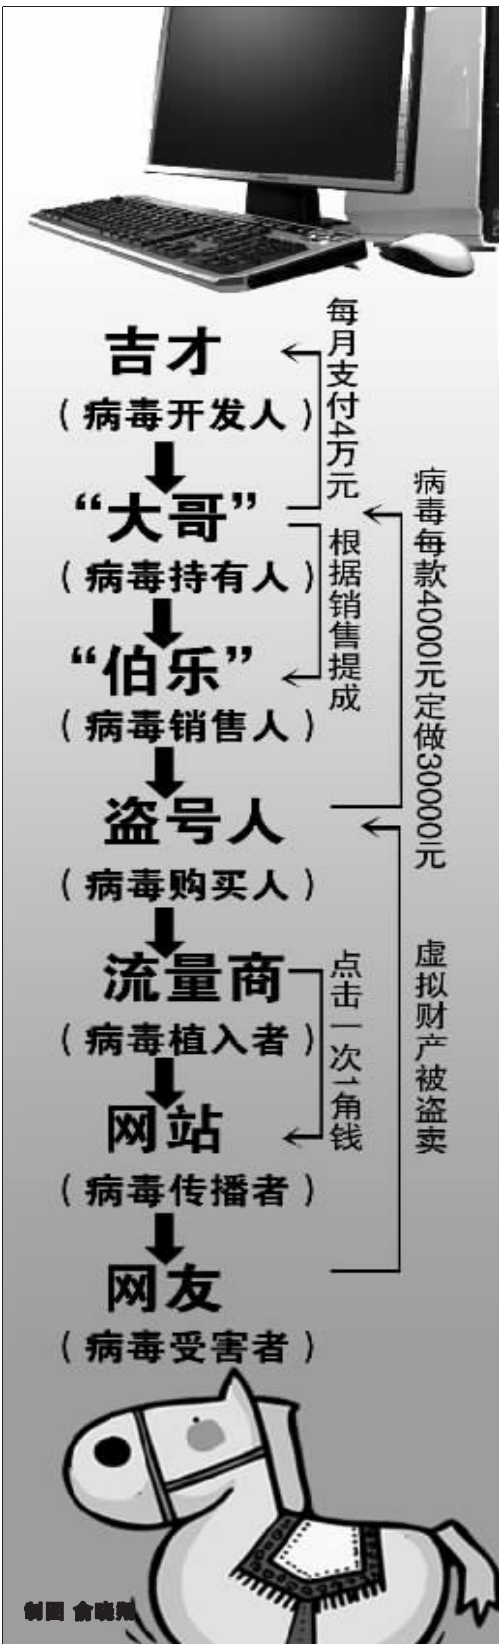 吉才
（病毒开发人）
“大哥”
（病毒持有人）
“伯乐”
（病毒销售人）
盗号人
（病毒购买人）
流量商
（病毒植入者）
网站
（病毒传播者）
网友
（病毒受害者）
每月支付4万元
根据销售提成
病毒每款4000元定做30000元
点击一次1角钱
虚拟财产被盗卖
制图 俞晓翔